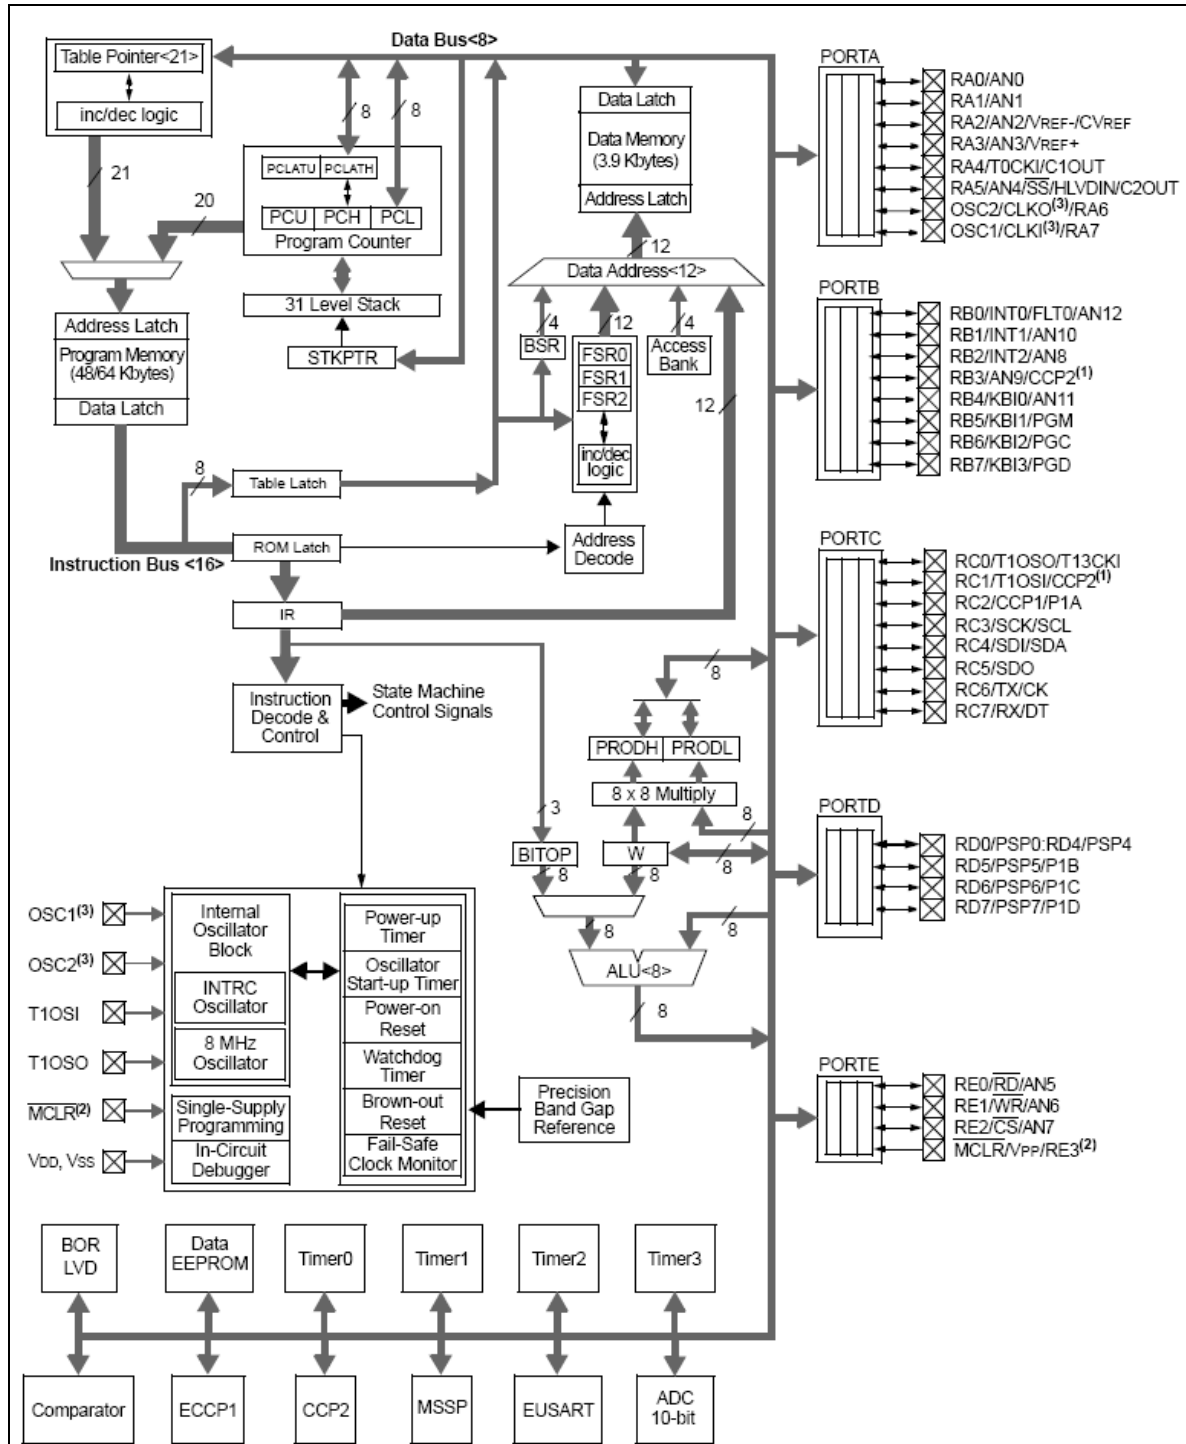 Data Bus<8>
Table Pointer<21>
inc/dec logic
21
20
8
8
PCLATU PCLATH
PCU PCH PCL
Program Counter
31 Level Stack
STKPTR
Data Latch
Data Memory
(3.9 Kbytes)
Address Latch
12
Data Address<12>
4
12
4
BSR
FSR0
FSR1
FSR2
inc/dec
logic
Access
Bank
12
Address Latch
Program Memory
(48/64 Kbytes)
Data Latch
8
Table Latch
ROM Latch
Instruction Bus <16>
Address
Decode
IR
Instruction
Decode &
Control
State Machine
Control Signals
8
PRODH PRODL
8 x 8 Multiply
3
8
BITOP
W
8
8
8
8
8
ALU<8>
8
PORTA
RA0/AN0
RA1/AN1
RA2/AN2/VREF-/CVREF
RA3/AN3/VREF+
RA4/T0CKI/C1OUT
RA5/AN4/SS/HLVDIN/C2OUT
OSC2/CLKO(3)/RA6
OSC1/CLKI(3)/RA7
PORTB
RB0/INT0/FLT0/AN12
RB1/INT1/AN10
RB2/INT2/AN8
RB3/AN9/CCP2(1)
RB4/KBI0/AN11
RB5/KBI1/PGM
RB6/KBI2/PGC
RB7/KBI3/PGD
PORTC
RC0/T1OSO/T13CKI
RC1/T1OSI/CCP2(1)
RC2/CCP1/P1A
RC3/SCK/SCL
RC4/SDI/SDA
RC5/SDO
RC6/TX/CK
RC7/RX/DT
PORTD
RD0/PSP0:RD4/PSP4
RD5/PSP5/P1B
RD6/PSP6/P1C
RD7/PSP7/P1D
PORTE
RE0/RD/AN5
RE1/WR/AN6
RE2/CS/AN7
MCLR/VPP/RE3(2)
OSC1(3)
OSC2(3)
T1OSI
T1OSO
MCLR(2)
VDD, VSS
Internal
Oscillator
Block
INTRC
Oscillator
8 MHz
Oscillator
Single-Supply
Programming
In-Circuit
Debugger
Power-up
Timer
Oscillator
Start-up Timer
Power-on
Reset
Watchdog
Timer
Brown-out
Reset
Fail-Safe
Clock Monitor
Precision
Band Gap
Reference
BOR
LVD
Data
EEPROM
Timer0
Timer1
Timer2
Timer3
Comparator
ECCP1
CCP2
MSSP
EUSART
ADC
10-bit